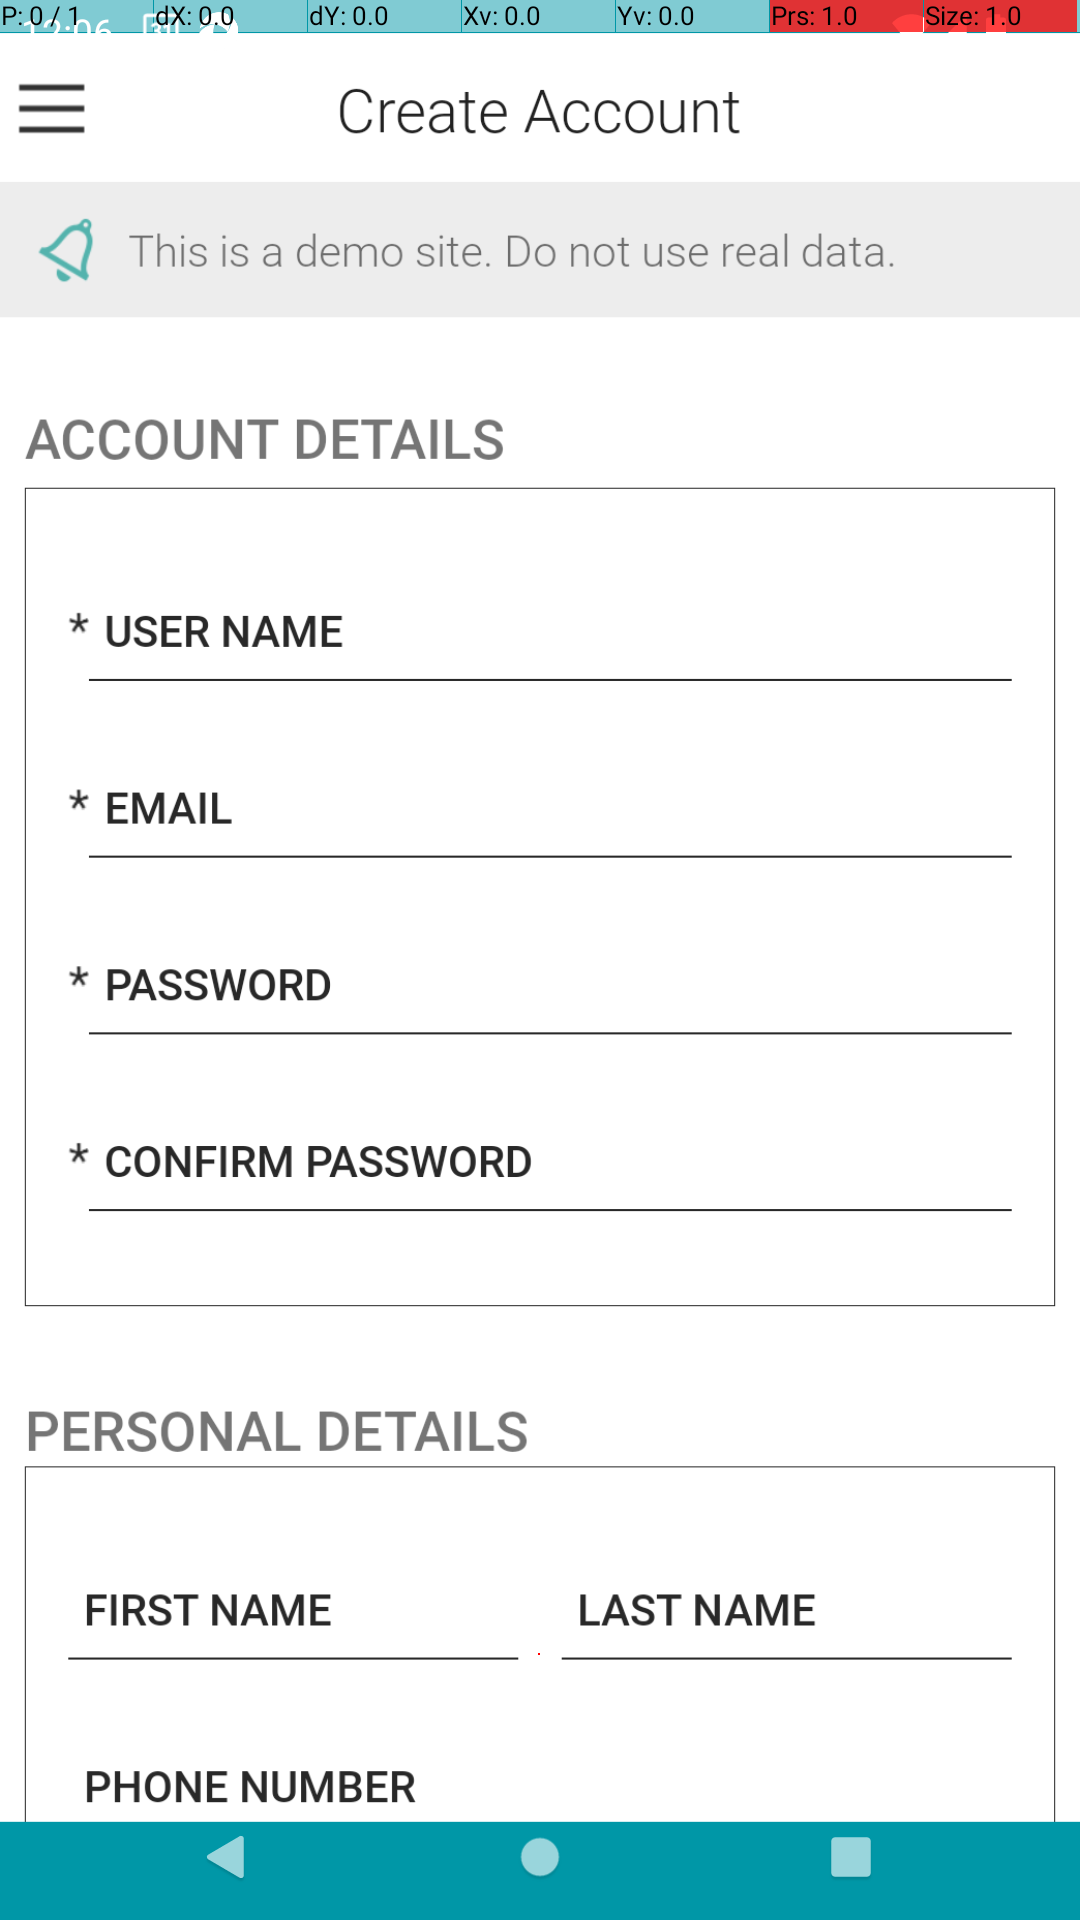 P: 0 / 1 dX: 0.0 dY: 0.0 Xv: 0.0 Yv: 0.0 Prs: 1.0 Size: 1.0
12:06
Create Account
This is a demo site. Do not use real data.
ACCOUNT DETAILS
* USER NAME
* EMAIL
* PASSWORD
* CONFIRM PASSWORD
PERSONAL DETAILS
FIRST NAME LAST NAME
PHONE NUMBER